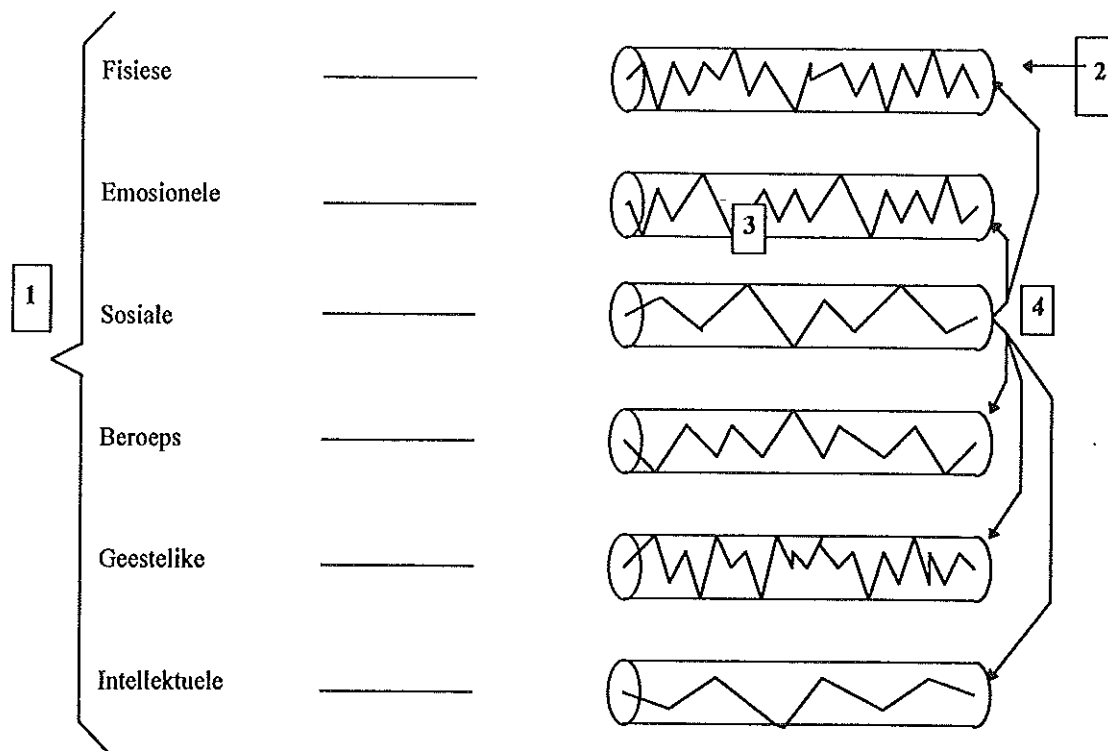 Fisiese
2
Emosionele
3
1
Sosiale
4
Beroeps
Geestelike
Intellektuele